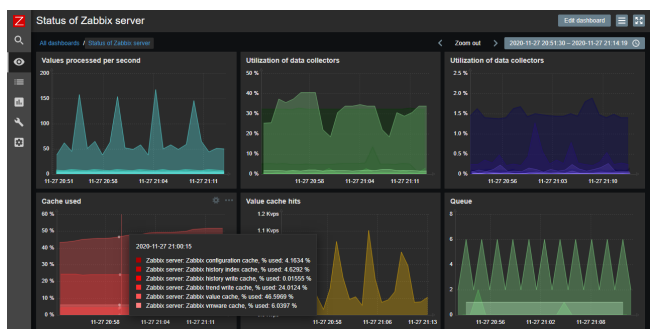 Z
Status of Zabbix server
Edit dashboard
All dashboards / Status of Zabbix server
Zoom out
2020-11-27 20:51:30 – 2020-11-27 21:14:19
Values processed per second
200
150
100
50
0
11-27 20:51 11-27 20:58 11-27 21:04 11-27 21:11
Utilization of data collectors
50 %
40 %
30 %
20 %
10 %
0 %
11-27 20:58 11-27 21:04 11-27 21:11
Utilization of data collectors
2.5 %
2.0 %
1.5 %
1.0 %
0.5 %
0 %
11-27 20:56 11-27 21:03 11-27 21:10
Cache used
60 %
50 %
40 %
30 %
20 %
10 %
0 %
2020-11-27 21:00:15
Zabbix server: Zabbix configuration cache, % used: 4.1634 %
Zabbix server: Zabbix history index cache, % used: 4.6292 %
Zabbix server: Zabbix history write cache, % used: 0.01555 %
Zabbix server: Zabbix trend write cache, % used: 24.0124 %
Zabbix server: Zabbix value cache, % used: 46.5969 %
Zabbix server: Zabbix vmware cache, % used: 6.0397 %
11-27 20:58 11-27 21:04 11-27 21:11
Value cache hits
1.2 Kvps
1.1 Kvps
11-27 20:58 11-27 21:06 11-27 21:13
Queue
8
6
4
2
0
11-27 20:56 11-27 21:02 11-27 21:08